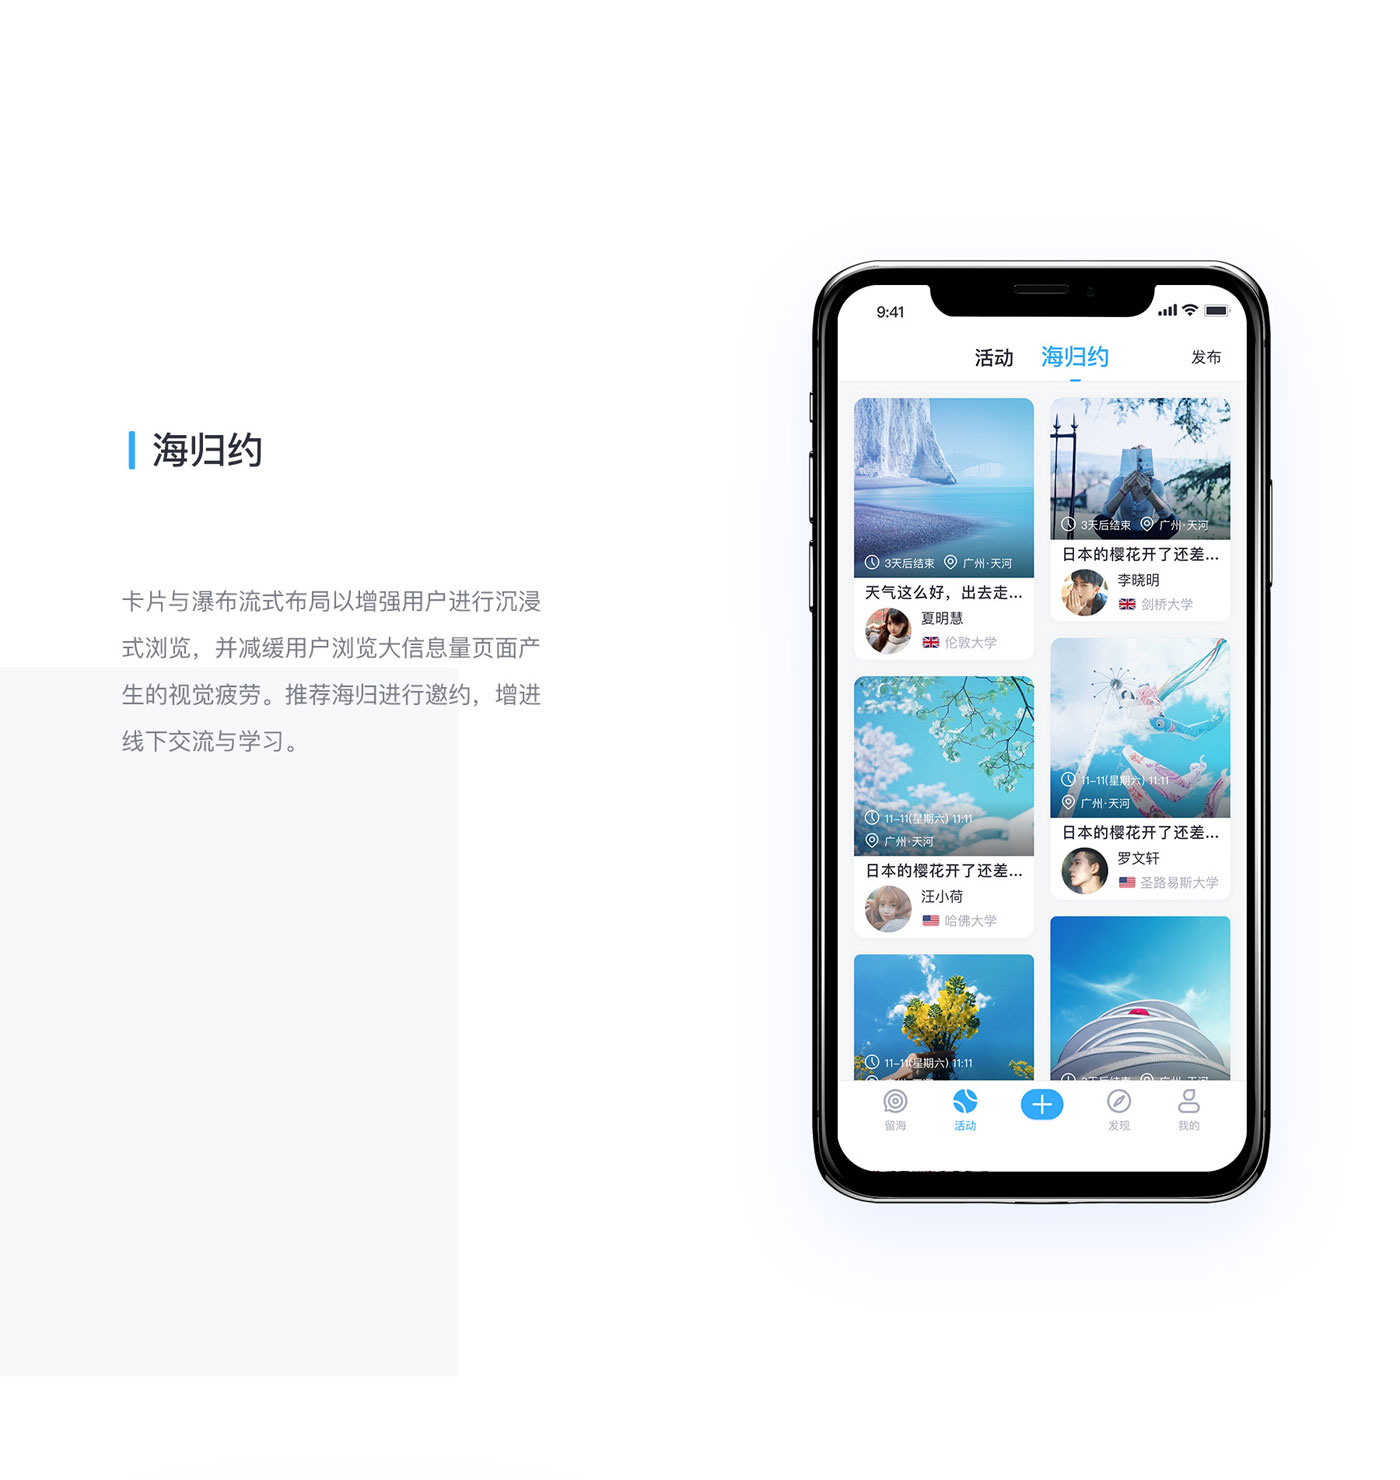 海归约
卡片与瀑布流式布局以增强用户进行沉浸
式浏览，并减缓用户浏览大信息量页面产
生的视觉疲劳。推荐海归进行邀约，增进
线下交流与学习。
9:41
活动 海归约 发布
3天后结束 广州·天河
天气这么好，出去走...
夏明慧
伦敦大学
3天后结束 广州·天河
日本的樱花开了还差...
李晓明
剑桥大学
11-11(星期六) 11:11
广州·天河
日本的樱花开了还差...
汪小荷
哈佛大学
11-11(星期六) 11:11
广州·天河
日本的樱花开了还差...
罗文轩
圣路易斯大学
11-11(星期六) 11:11
3天后结束 广州·天河
留海 活动 发现 我的